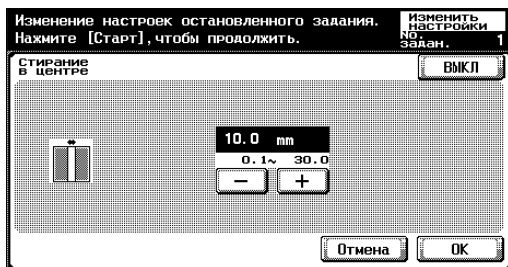 Изменение настроек остановленного задания.
Нажмите [Старт],чтобы продолжить.
Изменить
настройки
No.
задан. 1
Стирание
в центре
ВЫКЛ
10.0 mm
0.1~ 30.0
− +
Отмена OK